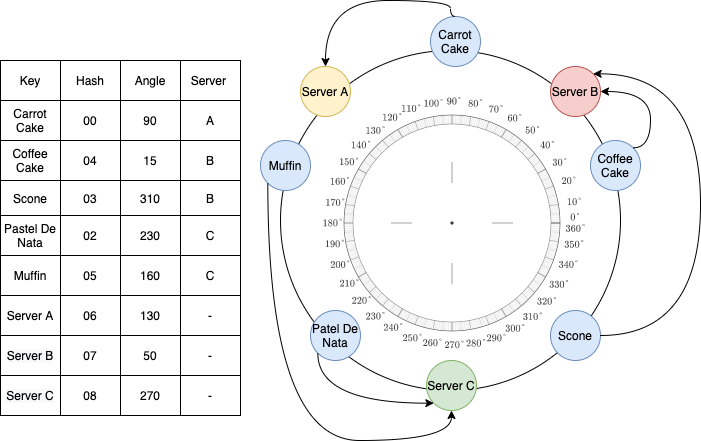 Key Hash Angle Server
Carrot
Cake 00 90 A
Coffee
Cake 04 15 B
Scone 03 310 B
Pastel De
Nata 02 230 C
Muffin 05 160 C
Server A 06 130 -
Server B 07 50 -
Server C 08 270 -
Carrot
Cake
Server A
Server B
Muffin
Coffee
Cake
Patel De
Nata
Scone
Server C
0°
10°
20°
30°
40°
50°
60°
70°
80°
90°
100°
110°
120°
130°
140°
150°
160°
170°
180°
190°
200°
210°
220°
230°
240°
250°
260°
270°
280°
290°
300°
310°
320°
330°
340°
350°
360°